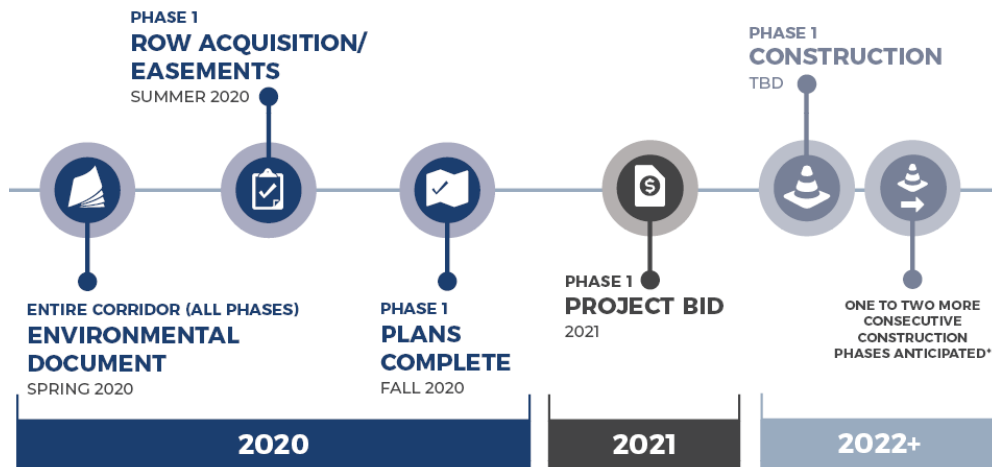 PHASE 1
ROW ACQUISITION/
EASEMENTS
SUMMER 2020
PHASE 1
CONSTRUCTION
TBD
ENTIRE CORRIDOR (ALL PHASES)
ENVIRONMENTAL
DOCUMENT
SPRING 2020
PHASE 1
PLANS
COMPLETE
FALL 2020
PHASE 1
PROJECT BID
2021
ONE TO TWO MORE
CONSECUTIVE
CONSTRUCTION
PHASES ANTICIPATED*
$
2020
2021
2022+